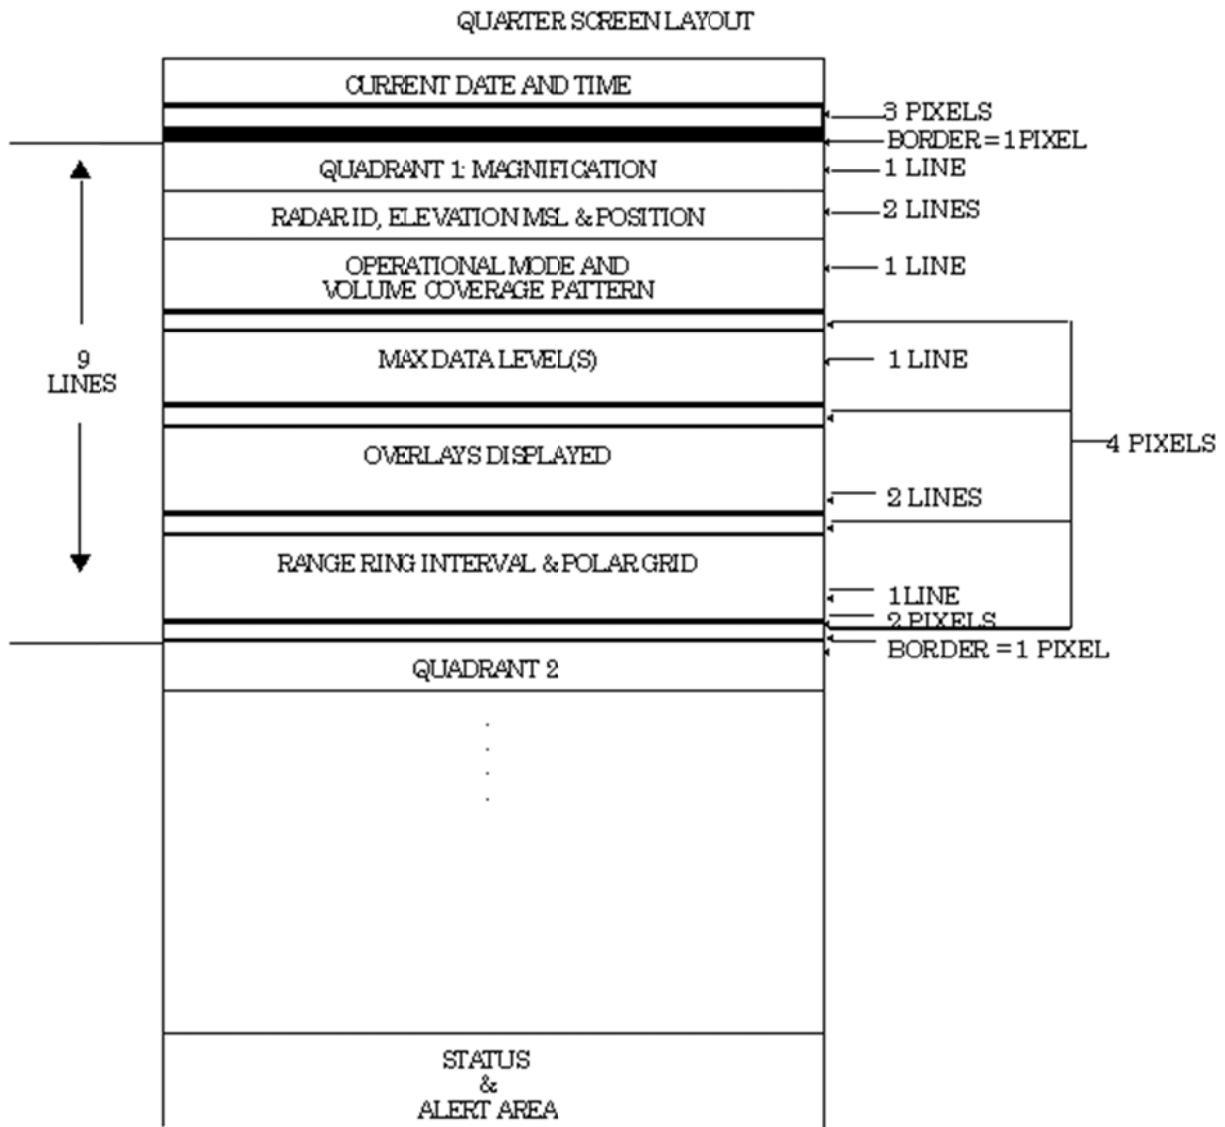 QUARTER SCREEN LAYOUT
CURRENT DATE AND TIME
3 PIXELS
BORDER = 1 PIXEL
QUADRANT 1: MAGNIFICATION
1 LINE
RADAR ID, ELEVATION MSL & POSITION
2 LINES
OPERATIONAL MODE AND
VOLUME COVERAGE PATTERN
1 LINE
9
LINES
MAX DATA LEVEL(S)
1 LINE
4 PIXELS
OVERLAYS DISPLAYED
2 LINES
RANGE RING INTERVAL & POLAR GRID
1 LINE
2 PIXELS
BORDER = 1 PIXEL
QUADRANT 2
.
.
.
.
STATUS
&
ALERT AREA